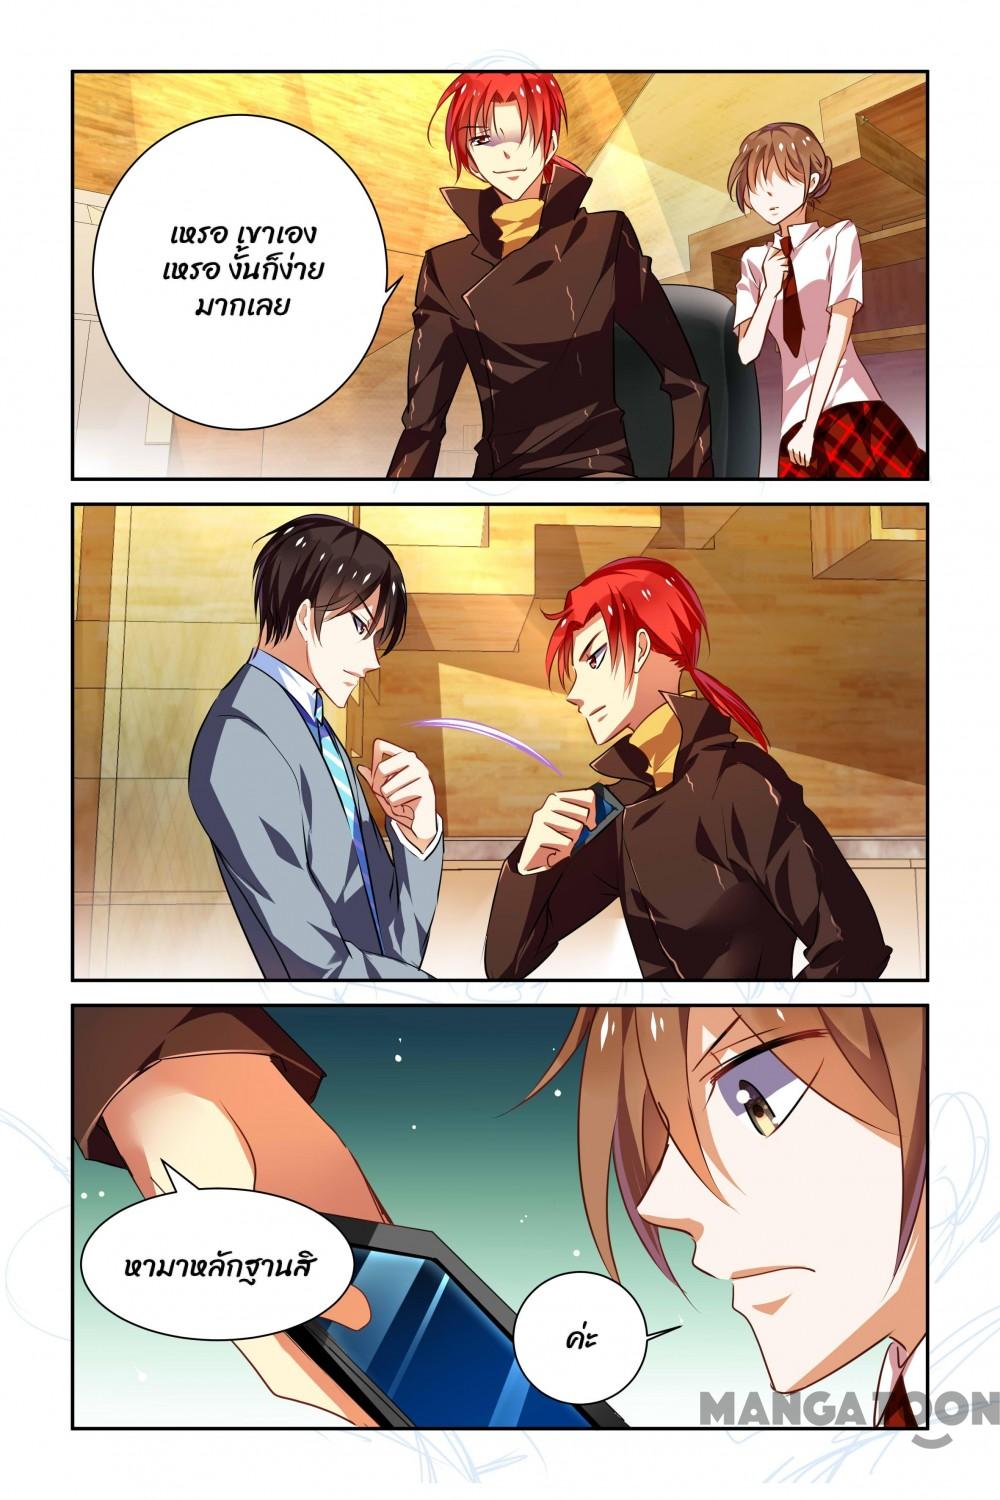 เหรอ เขาเอง
เหรอ งั้นก็ง่าย
มากเลย
หามาหลักฐานสิ
ค่ะ
MANGATOON